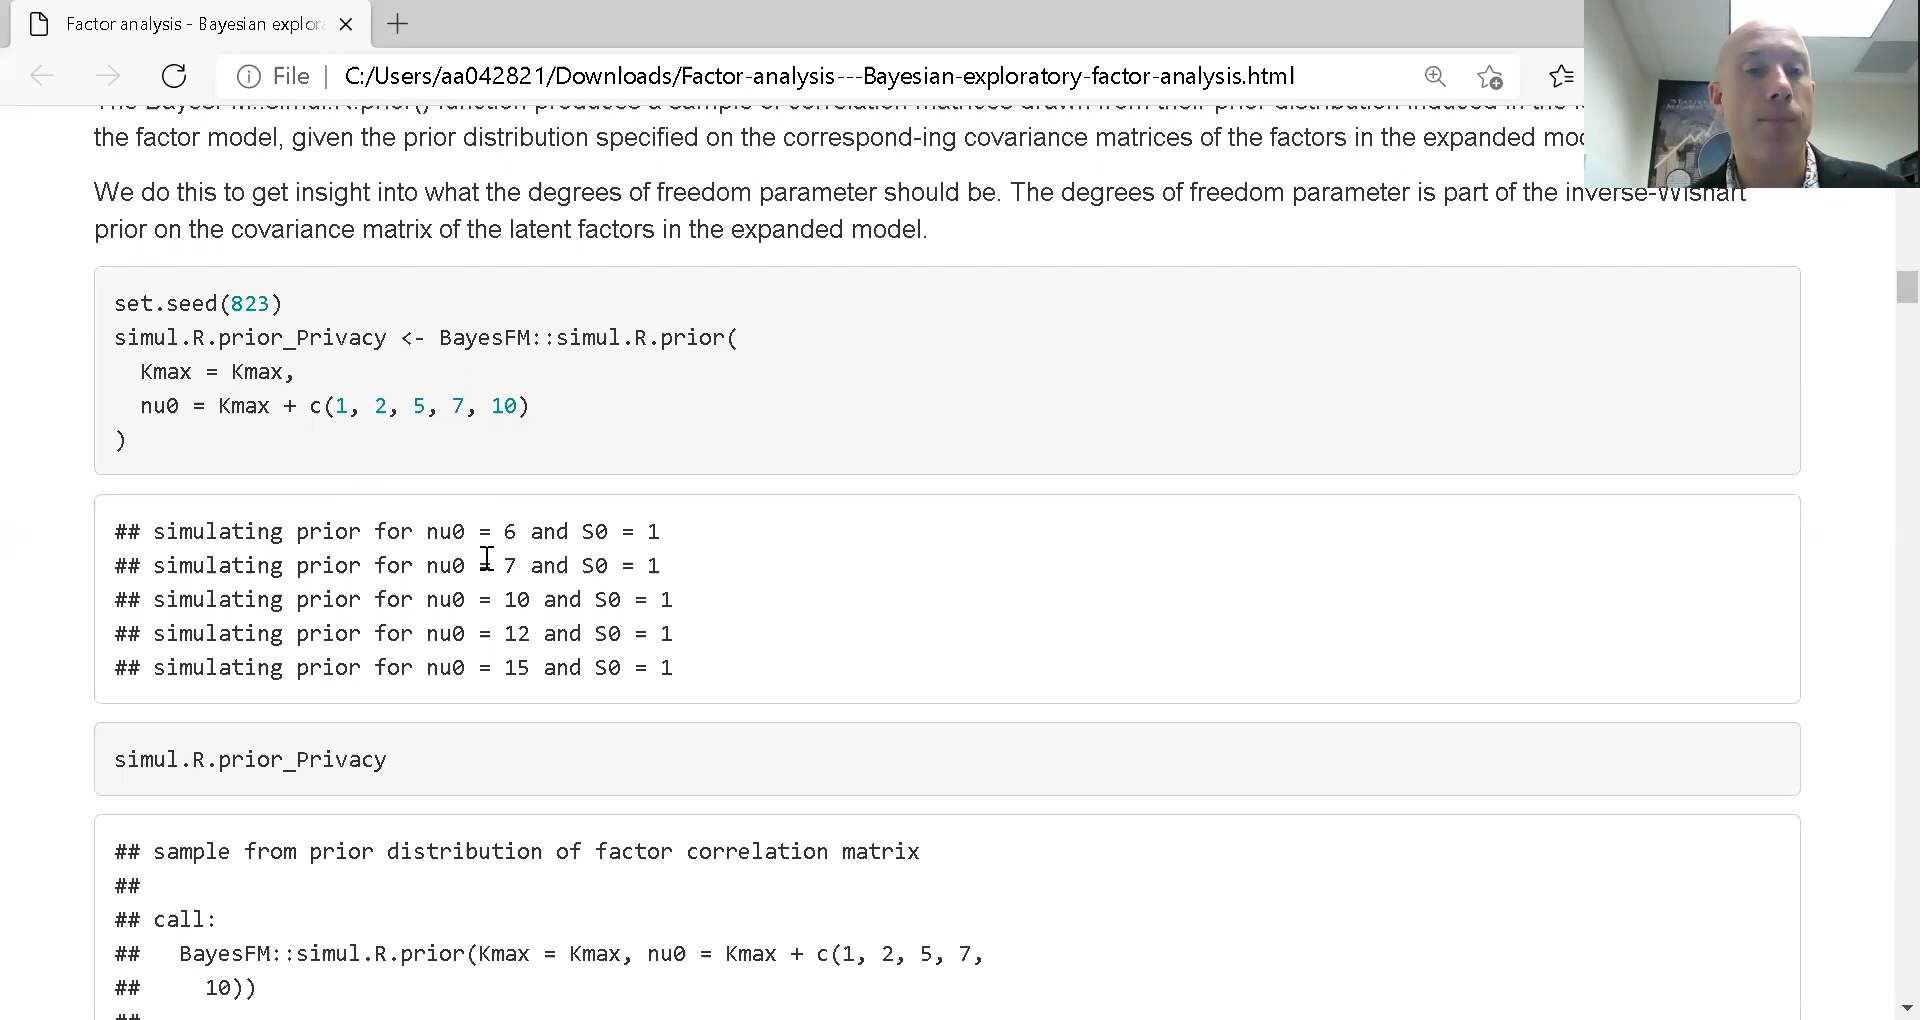 Factor analysis - Bayesian explor
File | C:/Users/aa042821/Downloads/Factor-analysis---Bayesian-exploratory-factor-analysis.html
the factor model, given the prior distribution specified on the correspond-ing covariance matrices of the factors in the expanded mod
We do this to get insight into what the degrees of freedom parameter should be. The degrees of freedom parameter is part of the inverse-Wishart
prior on the covariance matrix of the latent factors in the expanded model.
set.seed(823)
simul.R.prior_Privacy <- BayesFM::simul.R.prior(
Kmax = Kmax,
nu0 = Kmax + c(1, 2, 5, 7, 10)
)
## simulating prior for nu0 = 6 and S0 = 1
## simulating prior for nu0 = 7 and S0 = 1
## simulating prior for nu0 = 10 and S0 = 1
## simulating prior for nu0 = 12 and S0 = 1
## simulating prior for nu0 = 15 and S0 = 1
simul.R.prior_Privacy
## sample from prior distribution of factor correlation matrix
##
## call:
## BayesFM::simul.R.prior(Kmax = Kmax, nu0 = Kmax + c(1, 2, 5, 7,
## 10))
##